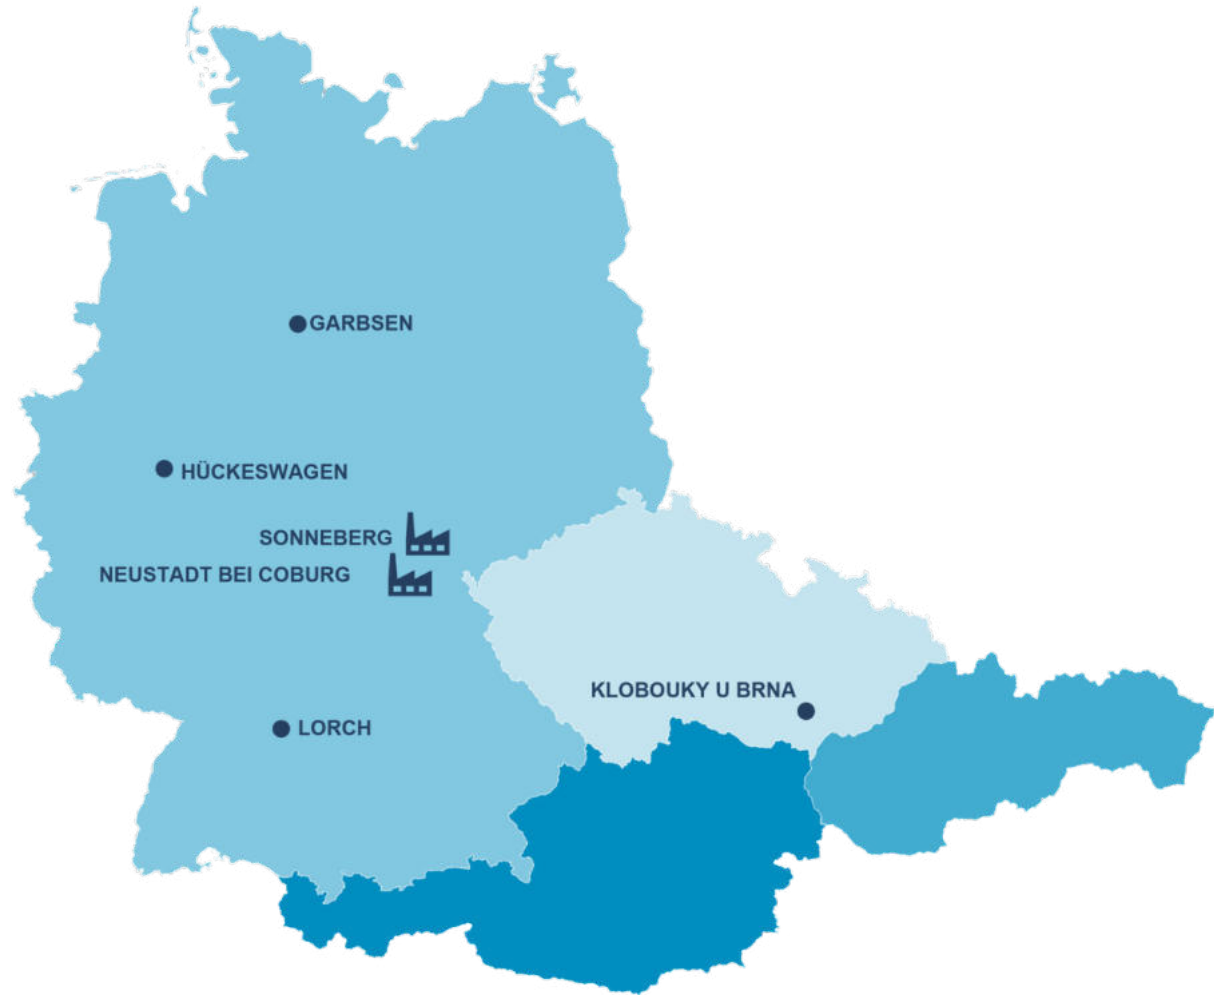 GARBSEN
HÜCKESWAGEN
SONNEBERG
NEUSTADT BEI COBURG
KLOBOUKY U BRNA
LORCH